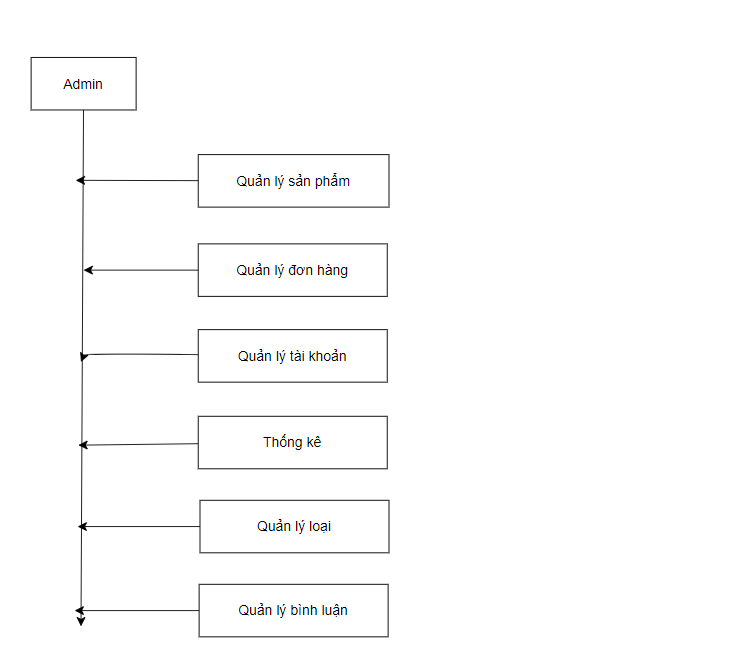 Admin
Quản lý sản phẩm
Quản lý đơn hàng
Quản lý tài khoản
Thống kê
Quản lý loại
Quản lý bình luận